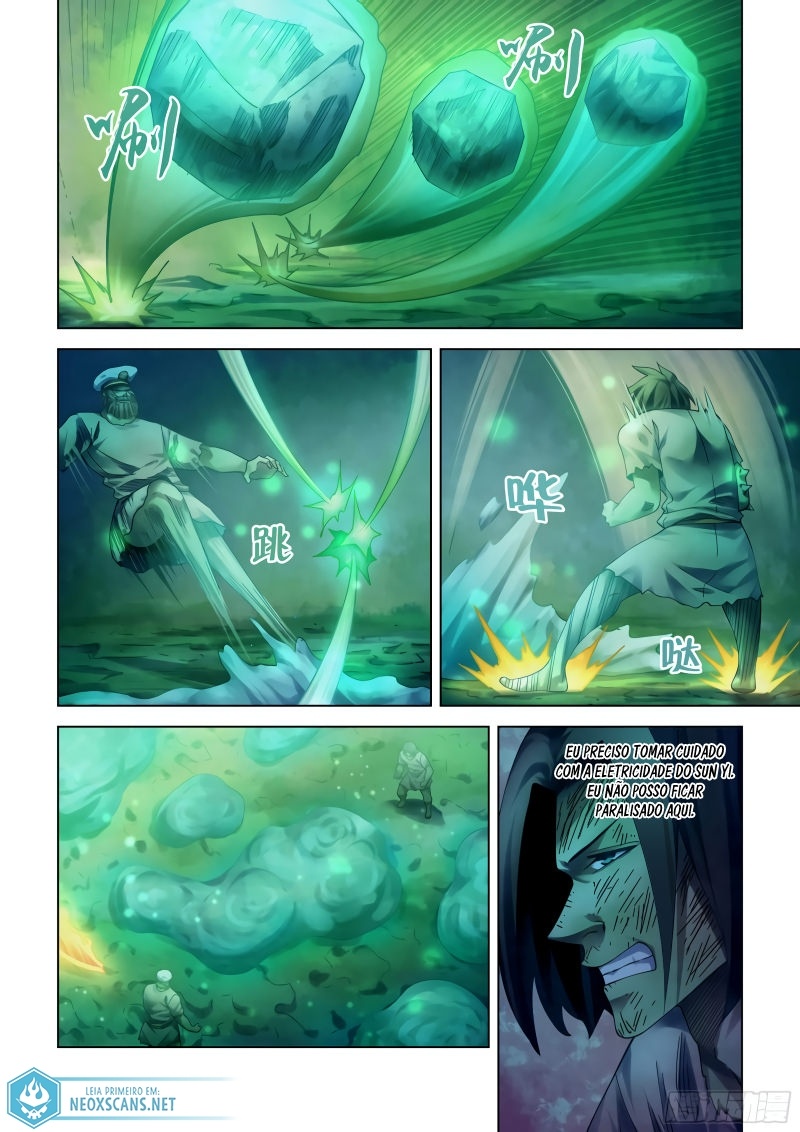 唰
唰
跳
哗
哒
EU PRECISO TOMAR CUIDADO
COM A ELETRICIDADE DO SUN YI.
EU NÃO POSSO FICAR
PARALISADO AQUI.
LEIA PRIMEIRO EM:
NEOXSCANS.NET